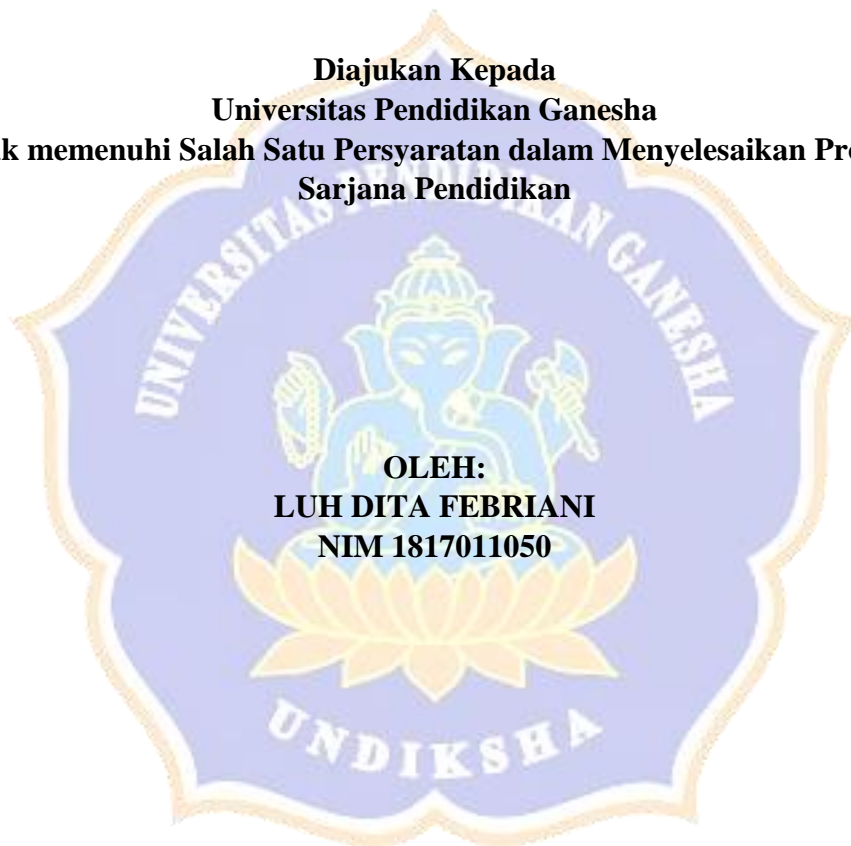 Diajukan Kepada
Universitas Pendidikan Ganesha
memenuhi Salah Satu Persyaratan dalam Menyelesaikan
Sarjana Pendidikan
UNIVERSITAS PENDIDIKAN GANESHA
OLEH:
LUH DITA FEBRIANI
NIM 1817011050
UNDIKSHA